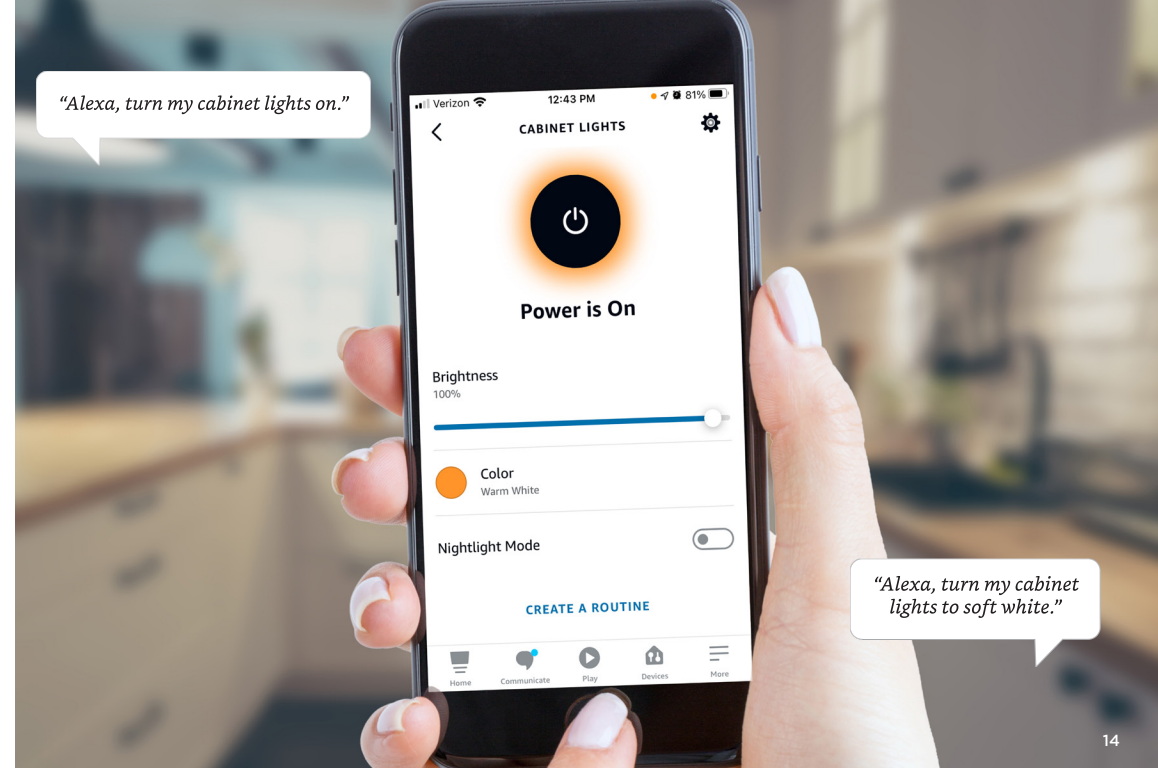 “Alexa, turn my cabinet lights on.”
Verizon 12:43 PM 81%
CABINET LIGHTS
Power is On
Brightness
100%
Color
Warm White
Nightlight Mode
CREATE A ROUTINE
Home Communicate Play Devices More
“Alexa, turn my cabinet
lights to soft white.”
14